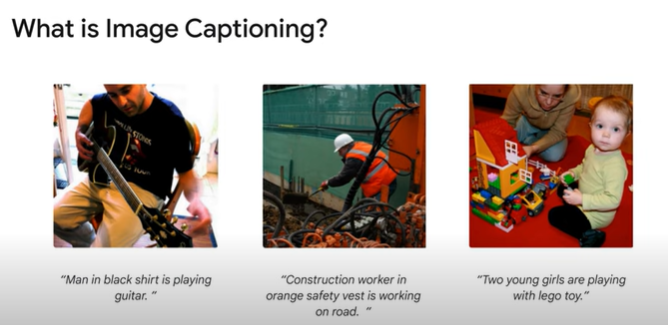 What is Image Captioning?
"Man in black shirt is playing
guitar. "
"Construction worker in
orange safety vest is working
on road. "
"Two young girls are playing
with lego toy."